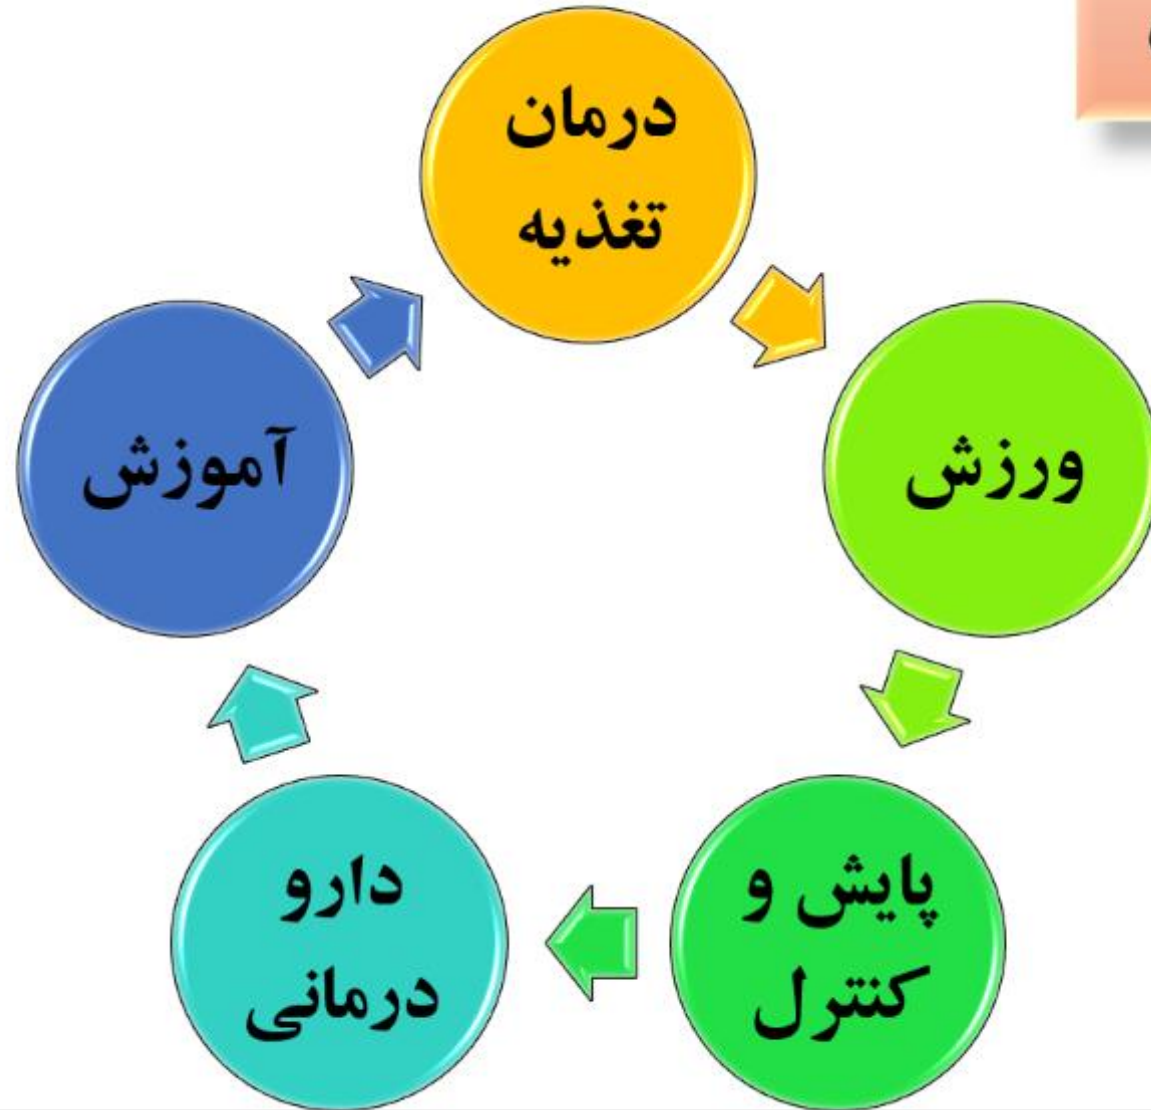 درمان
تغذیه
ورزش
پایش و
کنترل
دارو
درمانی
آموزش